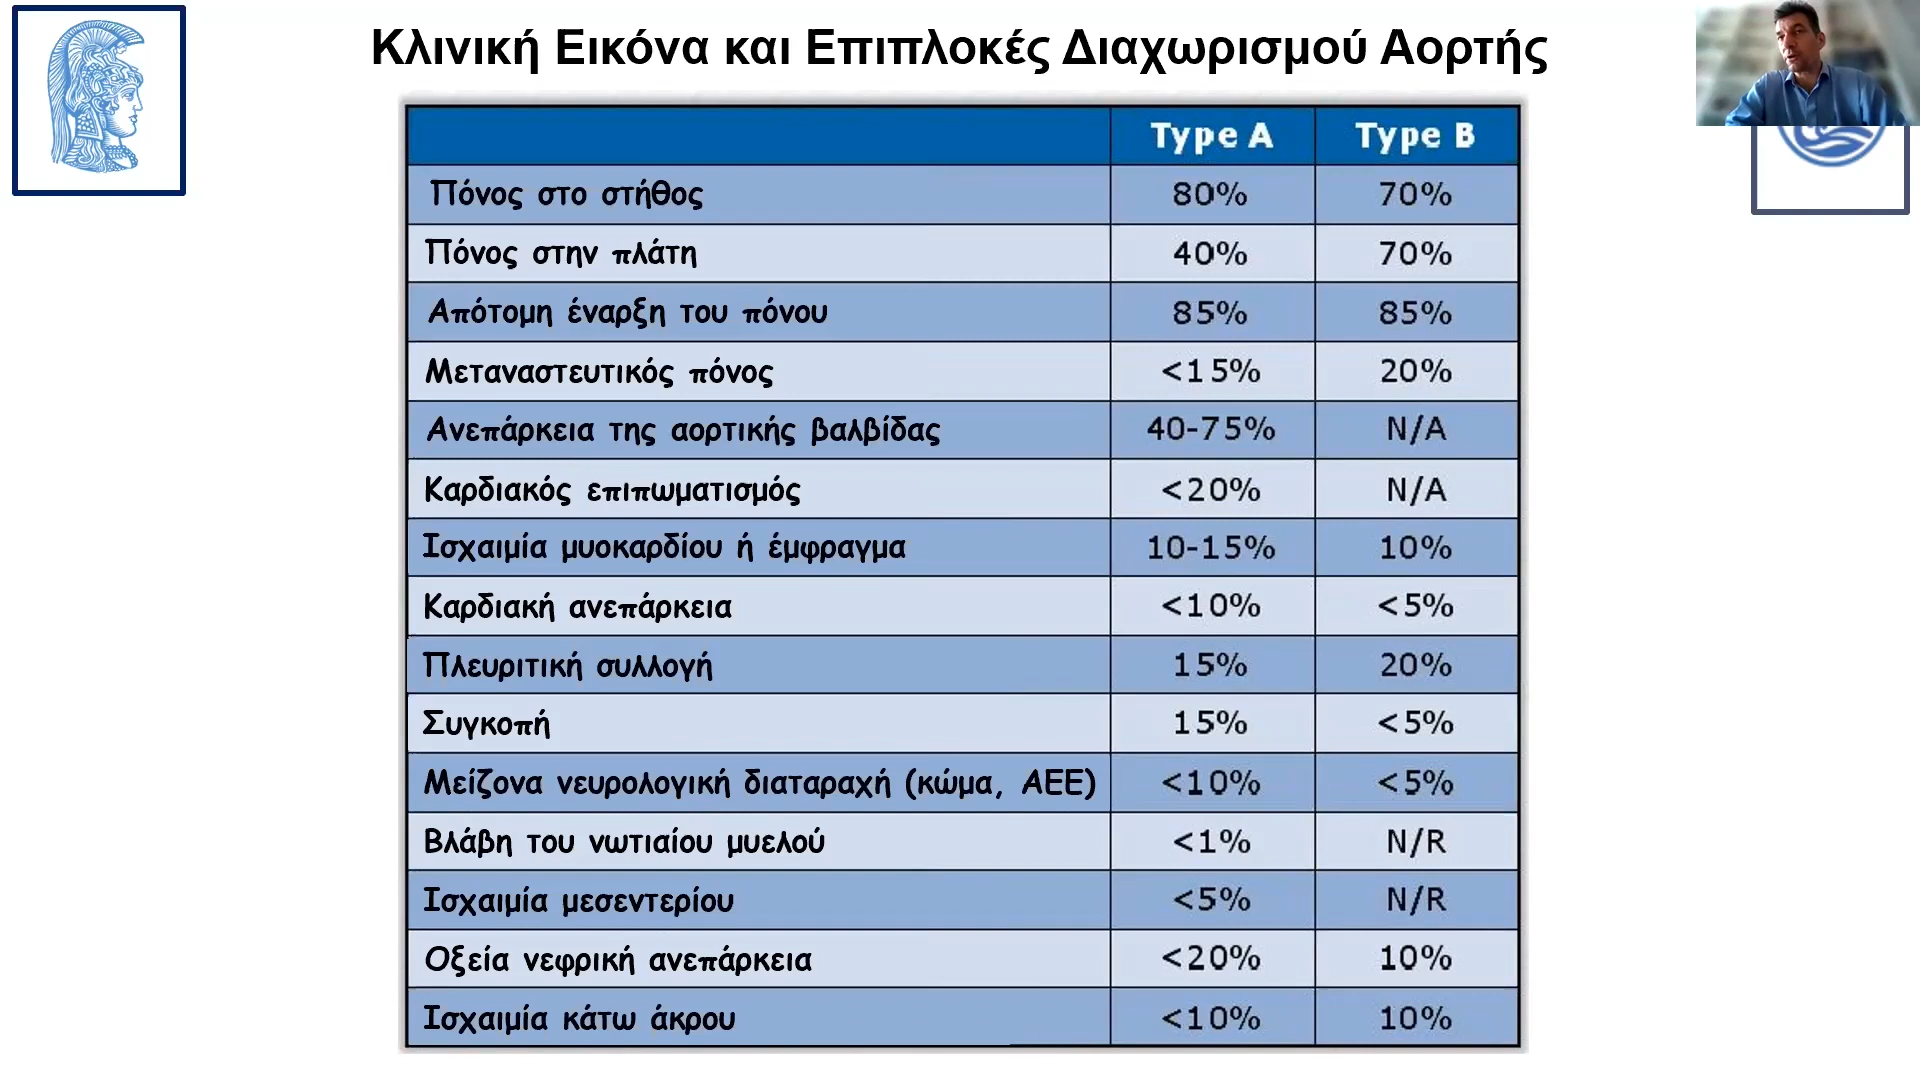 Κλινική Εικόνα και Επιπλοκές Διαχωρισμού Αορτής
Type A Type B
Πόνος στο στήθος 80% 70%
Πόνος στην πλάτη 40% 70%
Απότομη έναρξη του πόνου 85% 85%
Μεταναστευτικός πόνος <15% 20%
Ανεπάρκεια της αορτικής βαλβίδας 40-75% N/A
Καρδιακός επιπωματισμός <20% N/A
Ισχαιμία μυοκαρδίου ή έμφραγμα 10-15% 10%
Καρδιακή ανεπάρκεια <10% <5%
Πλευριτική συλλογή 15% 20%
Συγκοπή 15% <5%
Μείζονα νευρολογική διαταραχή (κώμα, ΑΕΕ) <10% <5%
Βλάβη του νωτιαίου μυελού <1% N/R
Ισχαιμία μεσεντερίου <5% N/R
Οξεία νεφρική ανεπάρκεια <20% 10%
Ισχαιμία κάτω άκρου <10% 10%